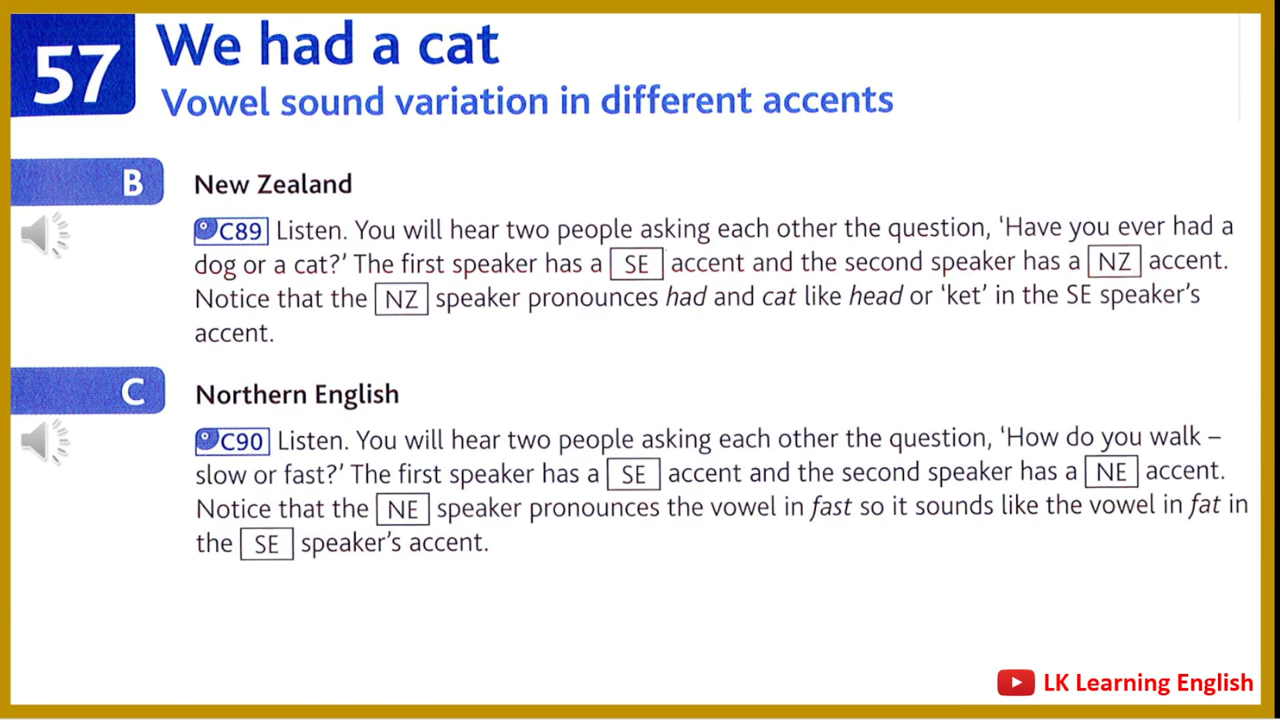 57
We had a cat
Vowel sound variation in different accents
B
New Zealand
C89 Listen. You will hear two people asking each other the question, ‘Have you ever had a
dog or a cat?’ The first speaker has a SE accent and the second speaker has a NZ accent.
Notice that the NZ speaker pronounces had and cat like head or ‘ket’ in the SE speaker’s
accent.
C
Northern English
C90 Listen. You will hear two people asking each other the question, ‘How do you walk –
slow or fast?’ The first speaker has a SE accent and the second speaker has a NE accent.
Notice that the NE speaker pronounces the vowel in fast so it sounds like the vowel in fat in
the SE speaker’s accent.
LK Learning English